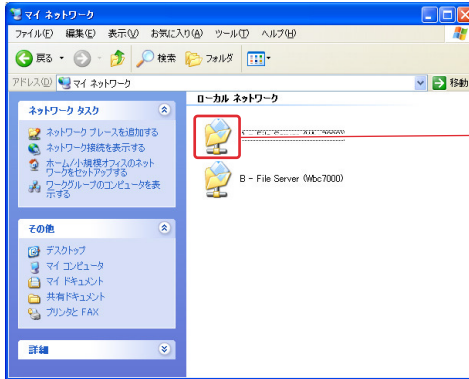 マイ ネットワーク
ファイル(F) 編集(E) 表示(V) お気に入り(A) ツール(T) ヘルプ(H)
戻る 検索 フォルダ
アドレス(D) マイ ネットワーク 移動
ネットワーク タスク
ネットワーク プレースを追加する
ネットワーク接続を表示する
ホーム/小規模オフィスのネット
ワークをセットアップする
ワークグループのコンピュータを表
示する
その他
デスクトップ
マイ コンピュータ
マイ ドキュメント
共有ドキュメント
プリンタと FAX
詳細
ローカル ネットワーク
B - File Server (Wbc7000)